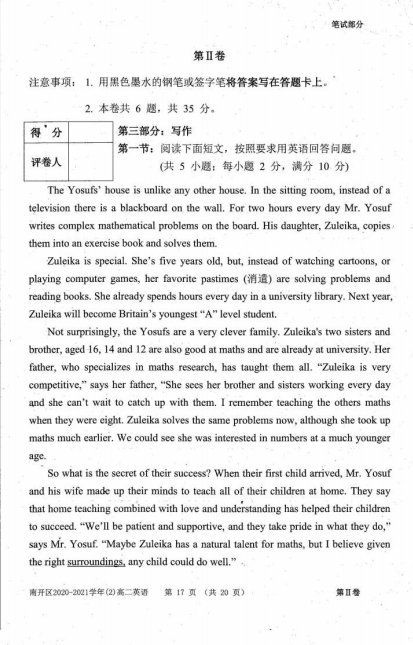 笔试部分
第Ⅱ卷
注意事项： 1. 用黑色墨水的钢笔或签字笔将答案写在答题卡上。
2. 本卷共 6 题，共 35 分。
得 分
评卷人
第三部分：写作
第一节：阅读下面短文，按照要求用英语回答问题。
(共 5 小题；每小题 2 分，满分 10 分)
The Yosufs' house is unlike any other house. In the sitting room, instead of a
television there is a blackboard on the wall. For two hours every day Mr. Yosuf
writes complex mathematical problems on the board. His daughter, Zuleika, copies
them into an exercise book and solves them.
Zuleika is special. She's five years old, but, instead of watching cartoons, or
playing computer games, her favorite pastimes (消遣) are solving problems and
reading books. She already spends hours every day in a university library. Next year,
Zuleika will become Britain's youngest “A” level student.
Not surprisingly, the Yosufs are a very clever family. Zuleika's two sisters and
brother, aged 16, 14 and 12 are also good at maths and are already at university. Her
father, who specializes in maths research, has taught them all. “Zuleika is very
competitive,” says her father, “She sees her brother and sisters working every day
and she can't wait to catch up with them. I remember teaching the others maths
when they were eight. Zuleika solves the same problems now, although she took up
maths much earlier. We could see she was interested in numbers at a much younger
age.
So what is the secret of their success? When their first child arrived, Mr. Yosuf
and his wife made up their minds to teach all of their children at home. They say
that home teaching combined with love and understanding has helped their children
to succeed. “We'll be patient and supportive, and they take pride in what they do,”
says Mr. Yosuf. “Maybe Zuleika has a natural talent for maths, but I believe given
the right surroundings, any child could do well.”
南开区2020-2021学年(2)高二英语 第 17 页 （共 20 页） 第Ⅱ卷